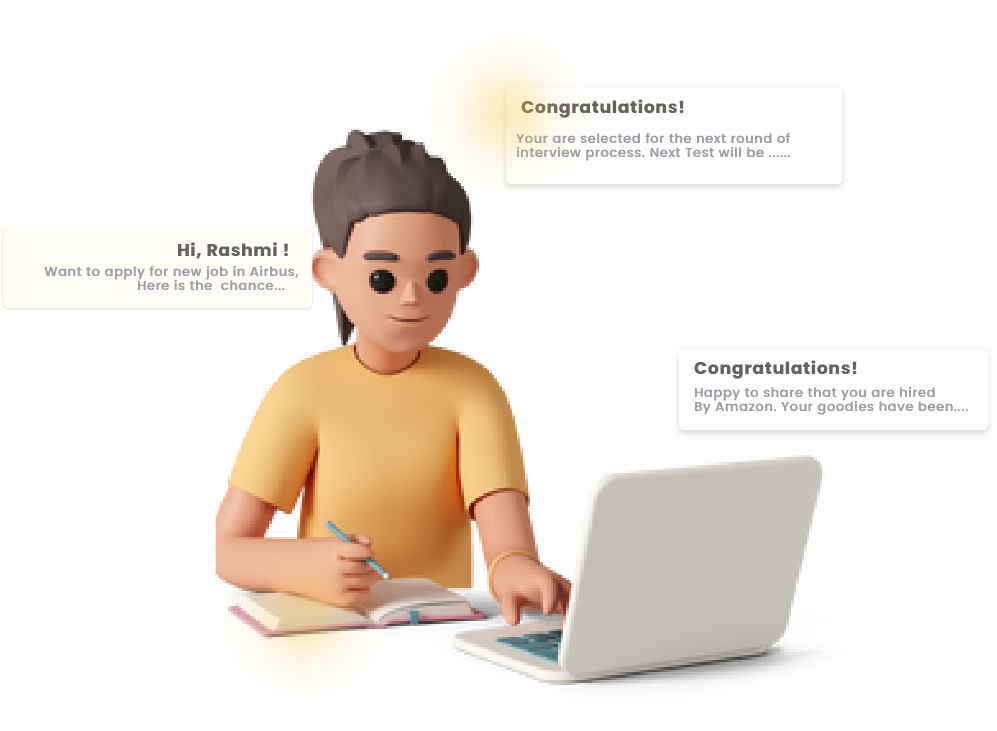 Congratulations!
Your are selected for the next round of
interview process. Next Test will be ......
Hi, Rashmi !
Want to apply for new job in Airbus,
Here is the chance...
Congratulations!
Happy to share that you are hired
By Amazon. Your goodies have been....